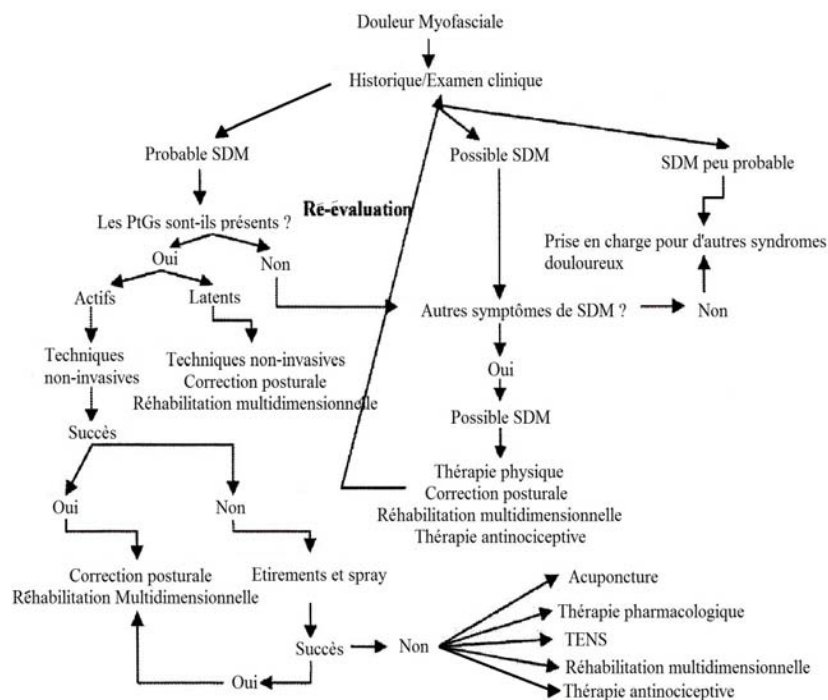 Douleur Myofasciale
Historique/Examen clinique
Probable SDM
Possible SDM
SDM peu probable
Ré-évaluation
Les PtGs sont-ils présents ?
Prise en charge pour d'autres syndromes
douloureux
Oui
Non
Actifs
Latents
Autres symptômes de SDM ?
Non
Techniques
non-invasives
Techniques non-invasives
Correction posturale
Réhabilitation multidimensionnelle
Oui
Possible SDM
Succès
Thérapie physique
Correction posturale
Réhabilitation multidimensionnelle
Thérapie antinociceptive
Oui
Non
Correction posturale
Réhabilitation Multidimensionnelle
Etirements et spray
Succès
Non
Oui
Acuponcture
Thérapie pharmacologique
TENS
Réhabilitation multidimensionnelle
Thérapie antinociceptive